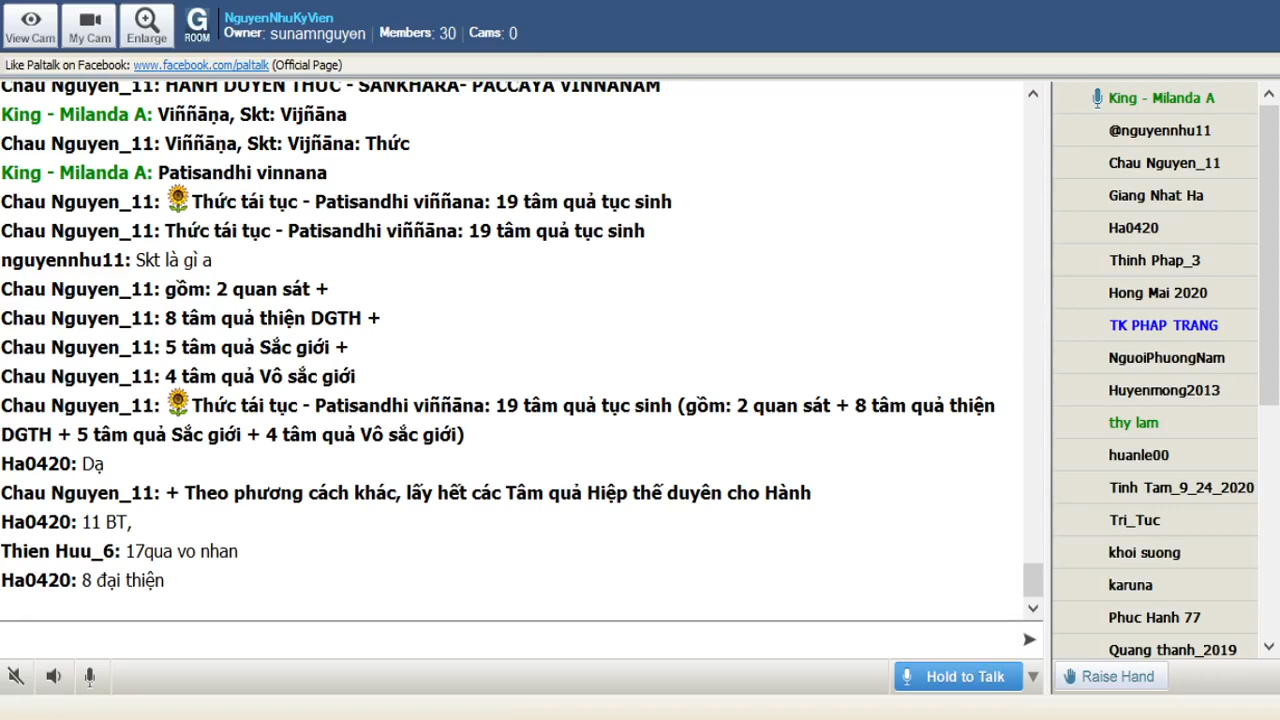 View Cam
My Cam
Enlarge
G
ROOM
NguyenNhuKyVien
Owner: sunamnguyen | Members: 30 | Cams: 0
Like Paltalk on Facebook: www.facebook.com/paltalk (Official Page)
Chau Nguyen_11: HÀNH DUYÊN THỨC - SANKHARA- PACCAYA VINNANAM
King - Milanda A: Viññāṇa, Skt: Vijñāna
Chau Nguyen_11: Viññāṇa, Skt: Vijñāna: Thức
King - Milanda A: Patisandhi vinnana
Chau Nguyen_11: Thức tái tục - Patisandhi viññana: 19 tâm quả tục sinh
Chau Nguyen_11: Thức tái tục - Patisandhi viññāna: 19 tâm quả tục sinh
nguyennhu11: Skt là gì a
Chau Nguyen_11: gồm: 2 quan sát +
Chau Nguyen_11: 8 tâm quả thiện DGTH +
Chau Nguyen_11: 5 tâm quả Sắc giới +
Chau Nguyen_11: 4 tâm quả Vô sắc giới
Chau Nguyen_11: Thức tái tục - Patisandhi viññāna: 19 tâm quả tục sinh (gồm: 2 quan sát + 8 tâm quả thiện
DGTH + 5 tâm quả Sắc giới + 4 tâm quả Vô sắc giới)
Ha0420: Dạ
Chau Nguyen_11: + Theo phương cách khác, lấy hết các Tâm quả Hiệp thế duyên cho Hành
Ha0420: 11 BT,
Thien Huu_6: 17qua vo nhan
Ha0420: 8 đại thiện
Hold to Talk
King - Milanda A
@nguyennhu11
Chau Nguyen_11
Giang Nhat Ha
Ha0420
Thinh Phap_3
Hong Mai 2020
TK PHAP TRANG
NguoiPhuongNam
Huyenmong2013
thy lam
huanle00
Tinh Tam_9_24_2020
Tri_Tuc
khoi suong
karuna
Phuc Hanh 77
Quang thanh_2019
Raise Hand